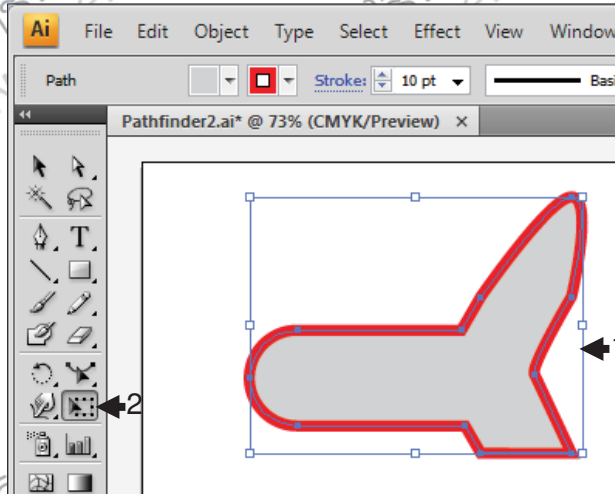 Ai File Edit Object Type Select Effect View Window
Path Stroke: 10 pt
Pathfinder2.ai* @ 73% (CMYK/Preview) ×
T
2